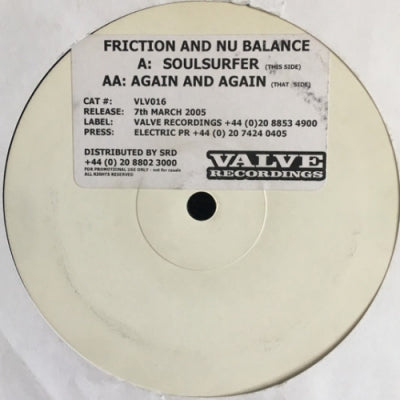 FRICTION AND NU BALANCE
A: SOULSURFER (THIS SIDE)
AA: AGAIN AND AGAIN (THAT SIDE)
CAT #: VLV016
RELEASE: 7th MARCH 2005
LABEL: VALVE RECORDINGS +44 (0)20 8853 4900
PRESS: ELECTRIC PR +44 (0) 20 7424 0405
DISTRIBUTED BY SRD
+44 (0) 20 8802 3000
FOR PROMOTIONAL USE ONLY - not for resale
ALL RIGHTS RESERVED
VALVE
RECORDINGS